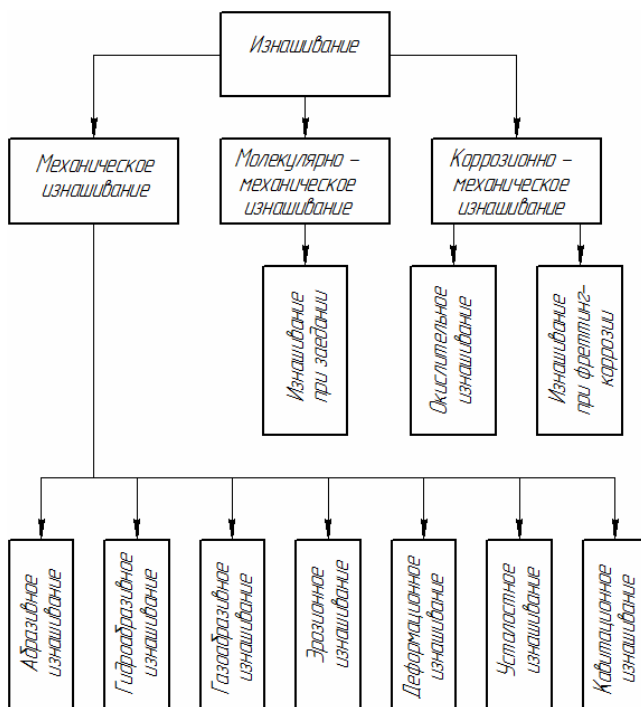 Изнашивание
Механическое
изнашивание
Молекулярно –
механическое
изнашивание
Коррозионно –
механическое
изнашивание
Изнашивание
при заедании
Окислительное
изнашивание
Изнашивание
при фреттинг-
коррозии
Абразивное
изнашивание
Гидроабразивное
изнашивание
Газоабразивное
изнашивание
Эрозионное
изнашивание
Деформационное
изнашивание
Усталостное
изнашивание
Кавитационное
изнашивание